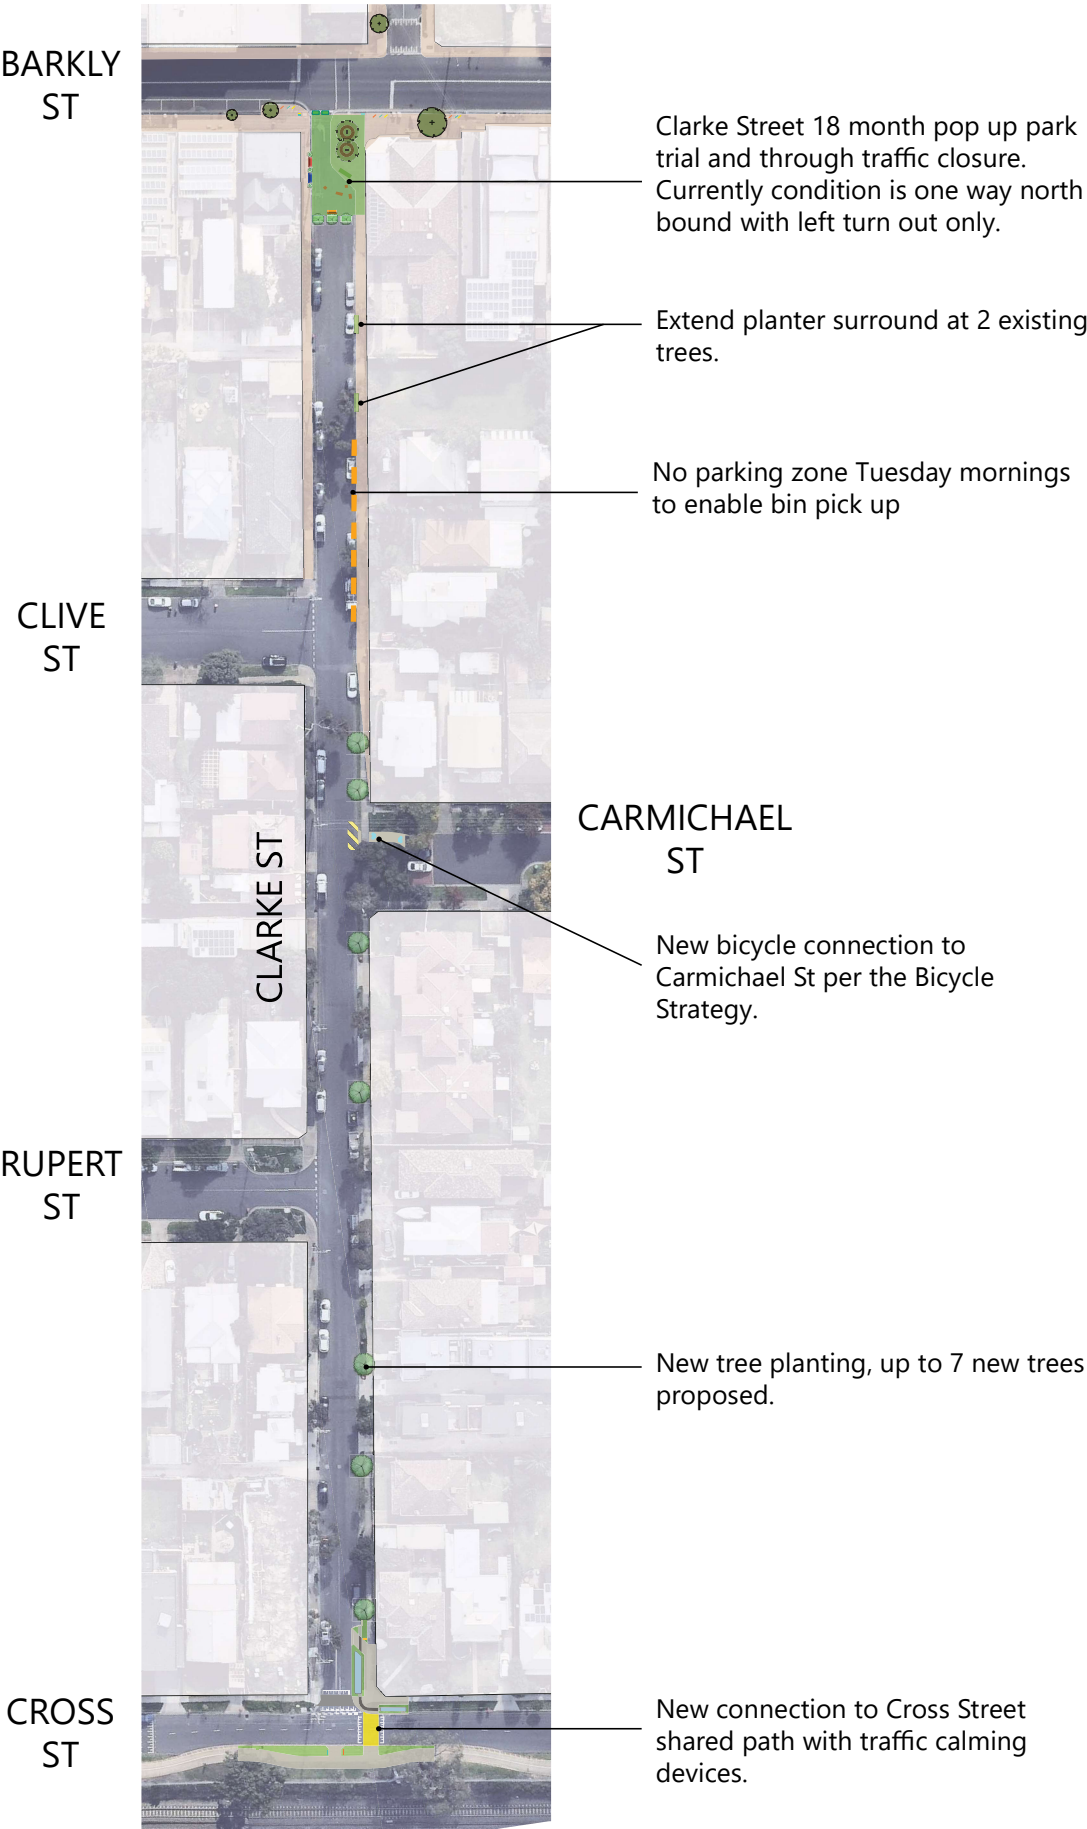 BARKLY
ST
Clarke Street 18 month pop up park
trial and through traffic closure.
Currently condition is one way north
bound with left turn out only.
Extend planter surround at 2 existing
trees.
No parking zone Tuesday mornings
to enable bin pick up
CLIVE
ST
CARMICHAEL
ST
CLARKE ST
New bicycle connection to
Carmichael St per the Bicycle
Strategy.
RUPERT
ST
New tree planting, up to 7 new trees
proposed.
CROSS
ST
New connection to Cross Street
shared path with traffic calming
devices.